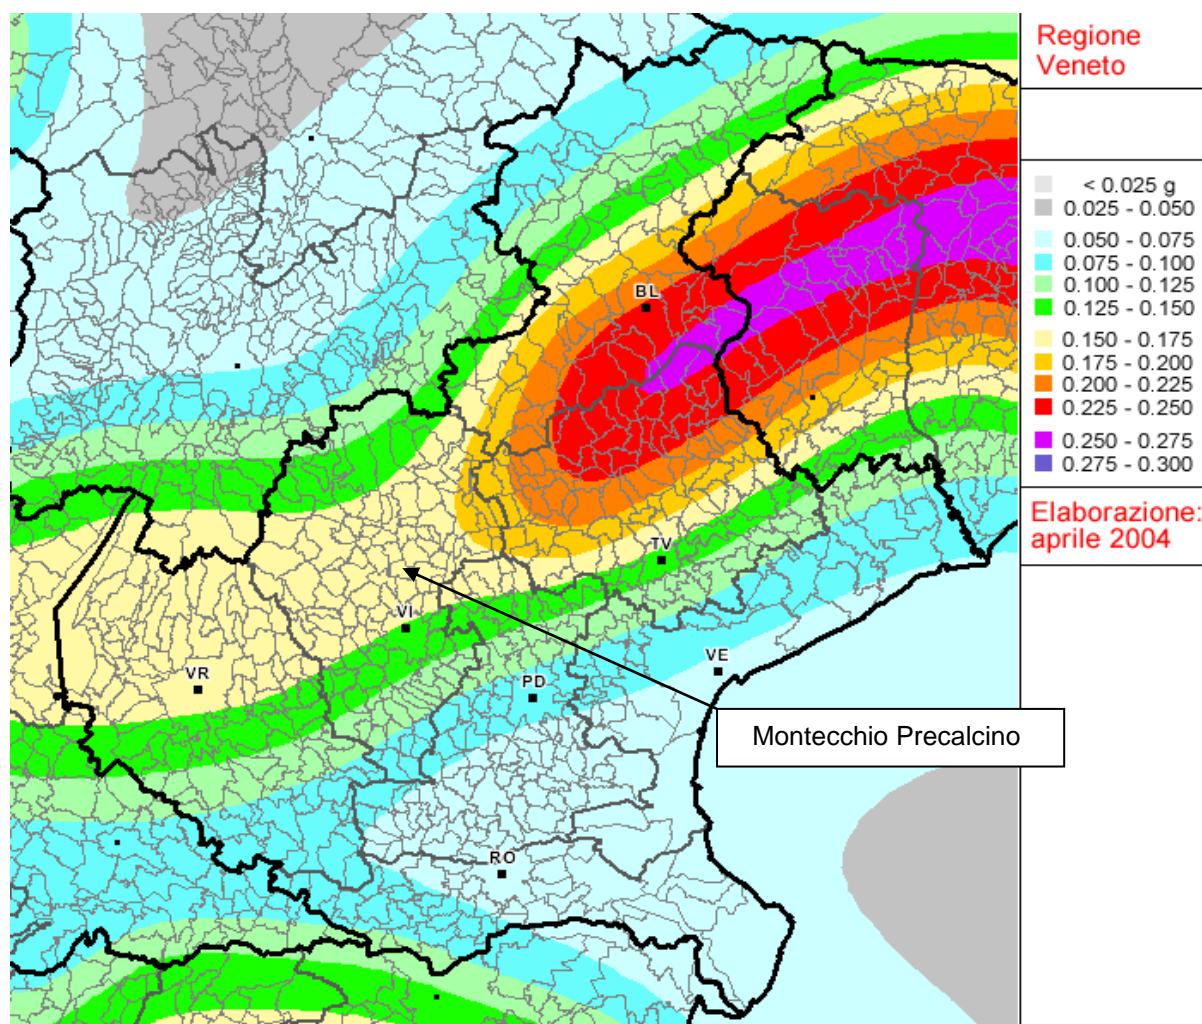 Regione
Veneto
< 0.025 g
0.025 - 0.050
0.050 - 0.075
0.075 - 0.100
0.100 - 0.125
0.125 - 0.150
0.150 - 0.175
0.175 - 0.200
0.200 - 0.225
0.225 - 0.250
0.250 - 0.275
0.275 - 0.300
Elaborazione:
aprile 2004
BL
TV
VI
VE
VR
PD
Montecchio Precalcino
RO